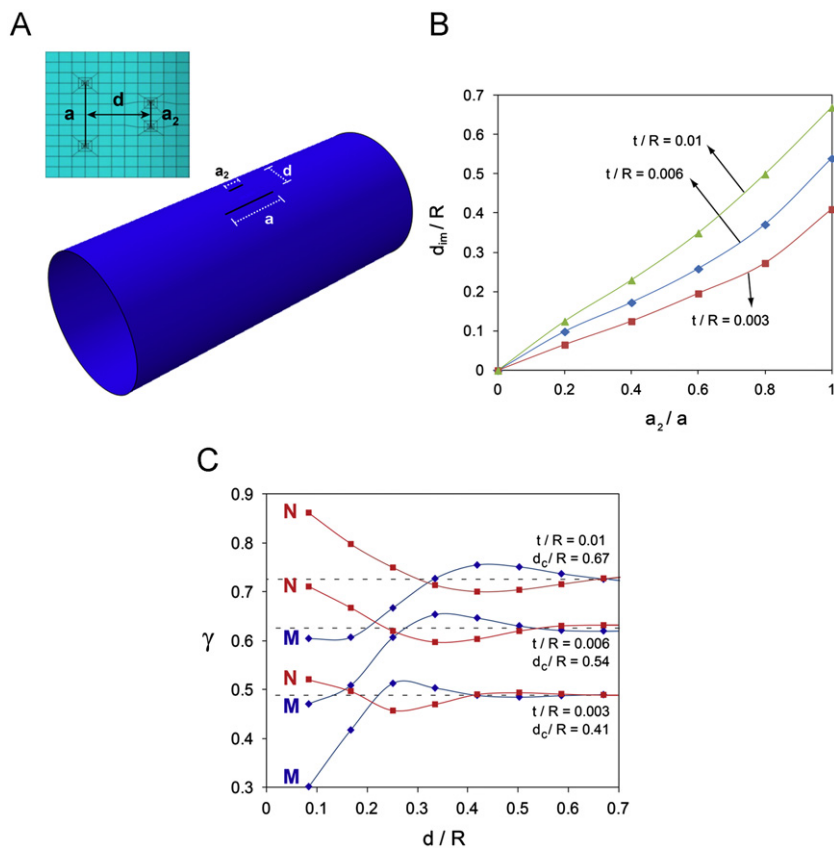 A
a
d
a2
a2
d
a
B
0.7
0.6
0.5
0.4
0.3
0.2
0.1
0
dim / R
t / R = 0.01
t / R = 0.006
t / R = 0.003
0
0.2
0.4
0.6
0.8
1
a2 / a
C
0.9
0.8
0.7
0.6
0.5
0.4
0.3
γ
N
N
M
N
M
M
t / R = 0.01
dc / R = 0.67
t / R = 0.006
dc / R = 0.54
t / R = 0.003
dc / R = 0.41
0
0.1
0.2
0.3
0.4
0.5
0.6
0.7
d / R